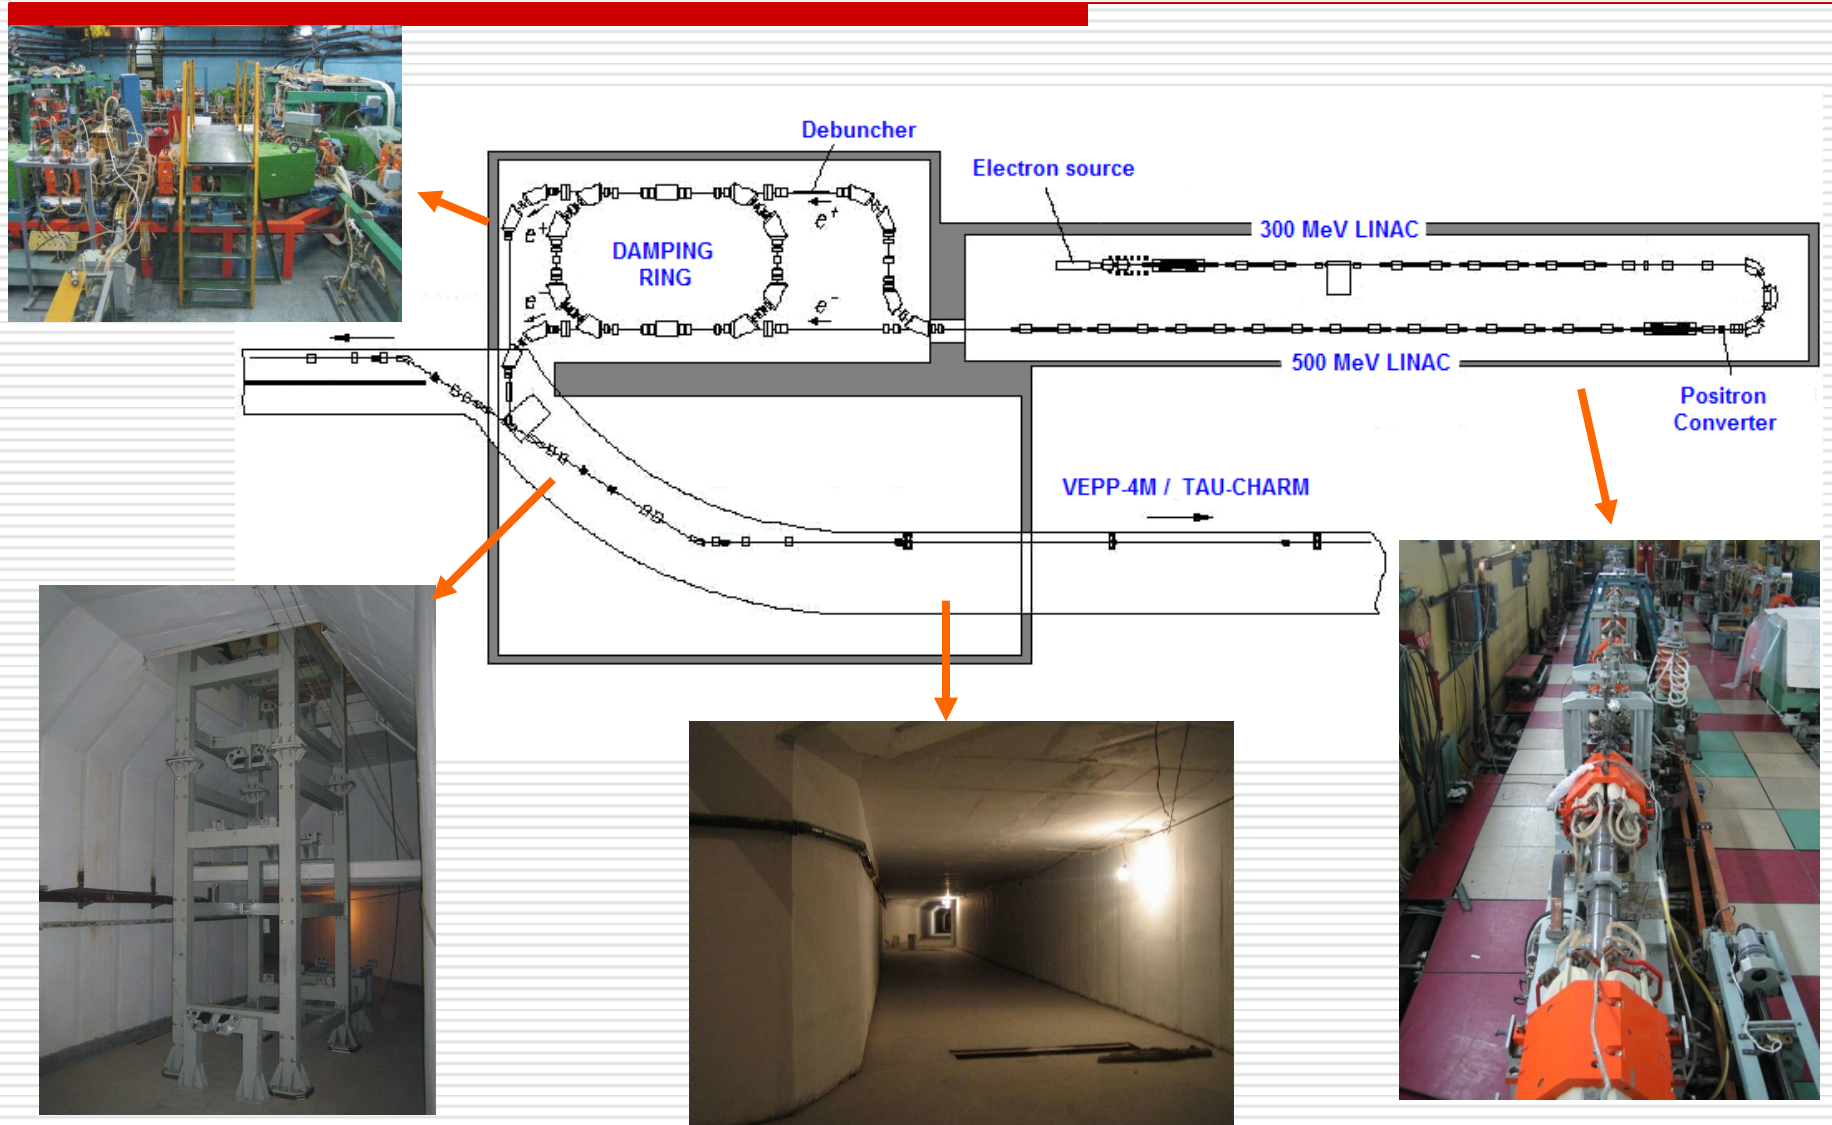 Debuncher
Electron source
300 MeV LINAC
e+
e+
DAMPING
RING
e-
e-
500 MeV LINAC
Positron
Converter
VEPP-4M / TAU-CHARM